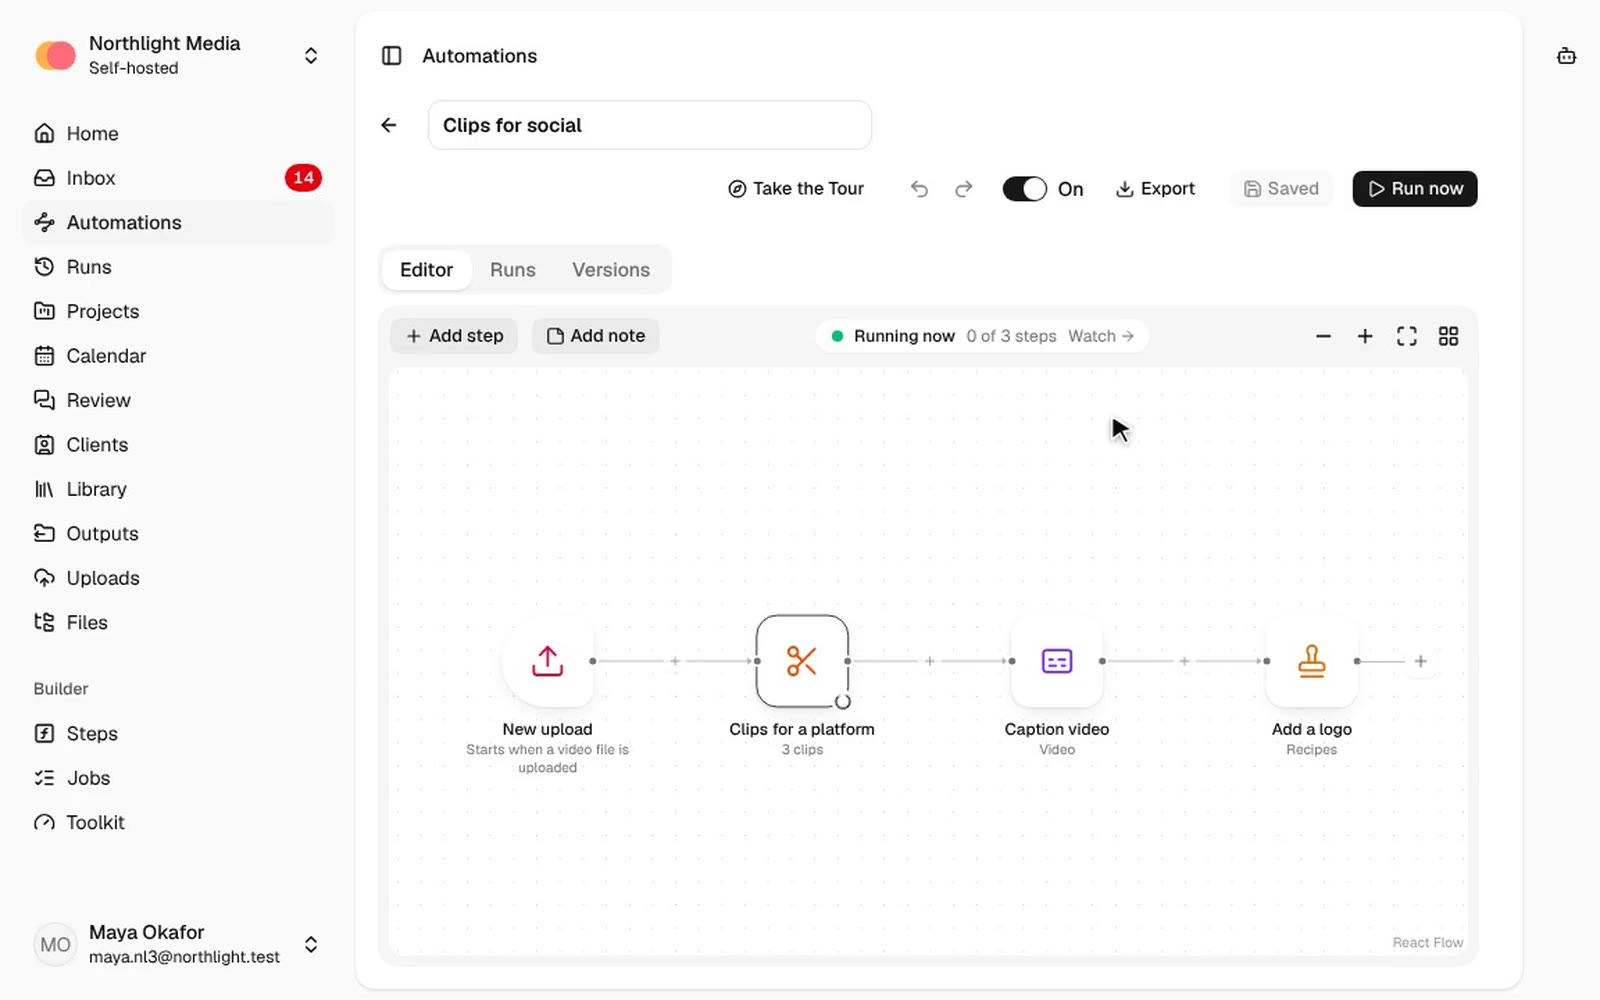 Northlight Media
Self-hosted
Home
Inbox
14
Automations
Runs
Projects
Calendar
Review
Clients
Library
Outputs
Uploads
Files
Builder
Steps
Jobs
Toolkit
MO
Maya Okafor
maya.nl3@northlight.test
Automations
Clips for social
Take the Tour
On
Export
Saved
Run now
Editor
Runs
Versions
Add step
Add note
Running now 0 of 3 steps Watch →
New upload
Starts when a video file is
uploaded
Clips for a platform
3 clips
Caption video
Video
Add a logo
Recipes
React Flow